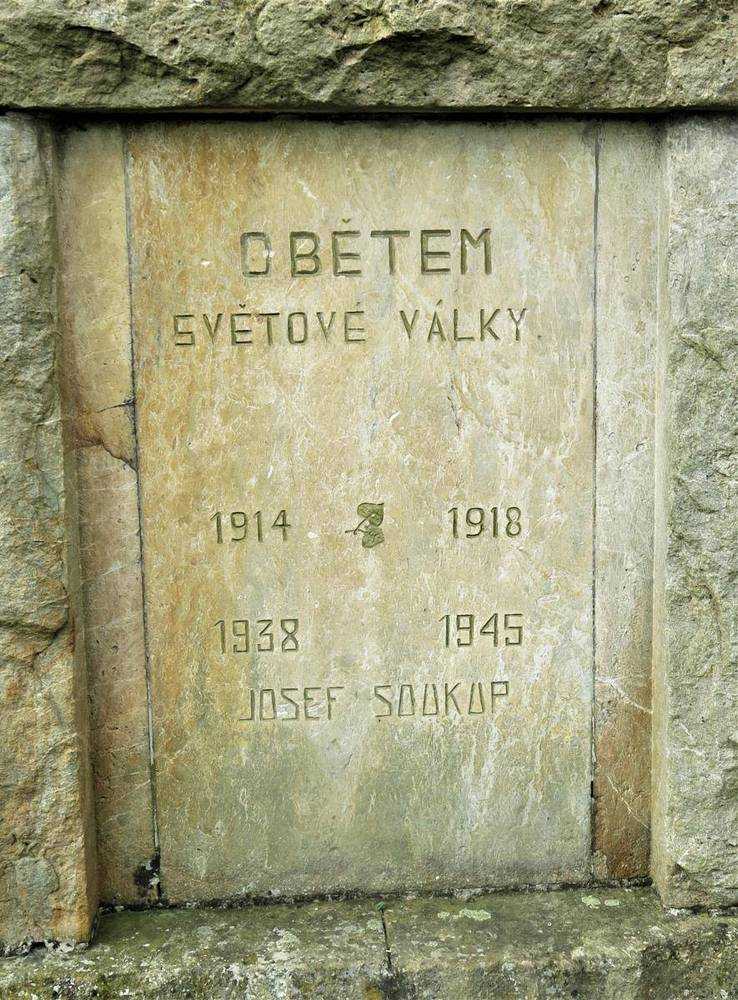 OBĚTEM
SVĚTOVÉ VÁLKY
1914 1918
1938 1945
JOSEF SOUKUP